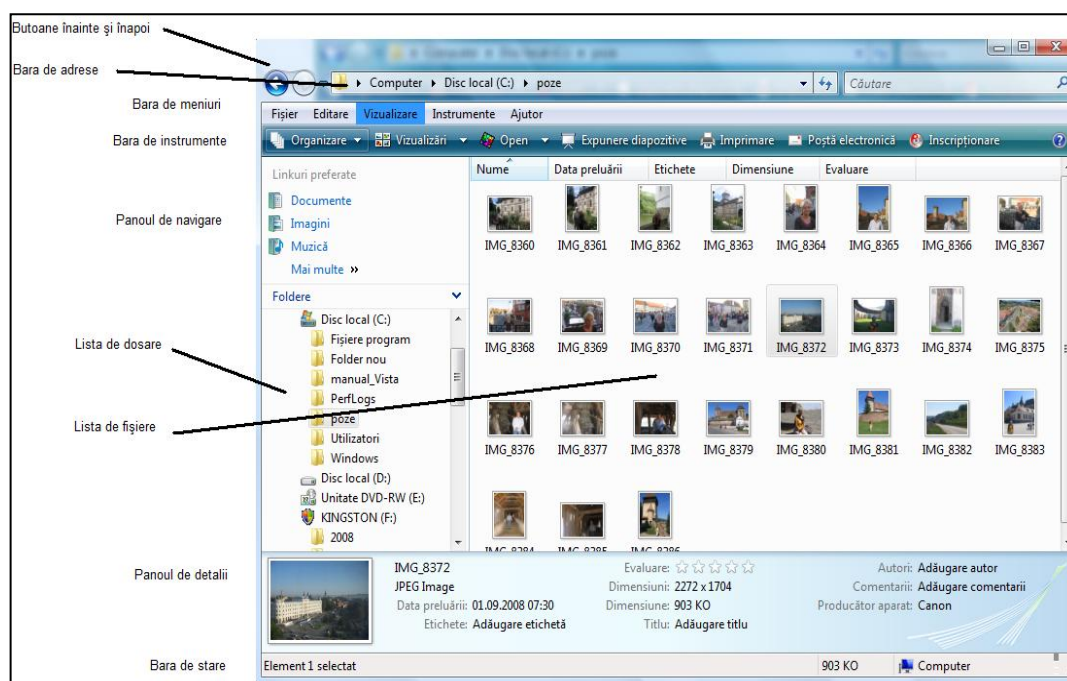 Butoane înainte şi înapoi
Bara de adrese
Computer Disc local (C:) poze
Căutare
Bara de meniuri
Fișier Editare Vizualizare Instrumente Ajutor
Bara de instrumente
Organizare Vizualizări Open Expunere diapozitive Imprimare Poștă electronică Inscripționare
Linkuri preferate
Nume Data preluării Etichete Dimensiune Evaluare
Documente
Imagini
Muzică
Mai multe »
Panoul de navigare
IMG_8360 IMG_8361 IMG_8362 IMG_8363 IMG_8364 IMG_8365 IMG_8366 IMG_8367
Foldere
Disc local (C:)
Fișiere program
Folder nou
manual_Vista
PerfLogs
poze
Utilizatori
Windows
Disc local (D:)
Unitate DVD-RW (E:)
KINGSTON (F:)
2008
Lista de dosare
IMG_8368 IMG_8369 IMG_8370 IMG_8371 IMG_8372 IMG_8373 IMG_8374 IMG_8375
Lista de fişiere
IMG_8376 IMG_8377 IMG_8378 IMG_8379 IMG_8380 IMG_8381 IMG_8382 IMG_8383
IMG_8384 IMG_8385 IMG_8386
Panoul de detalii
IMG_8372
JPEG Image
Data preluării: 01.09.2008 07:30
Etichete: Adăugare etichetă
Evaluare:
Dimensiuni: 2272 x 1704
Dimensiune: 903 KO
Titlu: Adăugare titlu
Autori: Adăugare autor
Comentarii: Adăugare comentarii
Producător aparat: Canon
Bara de stare
Element 1 selectat 903 KO Computer